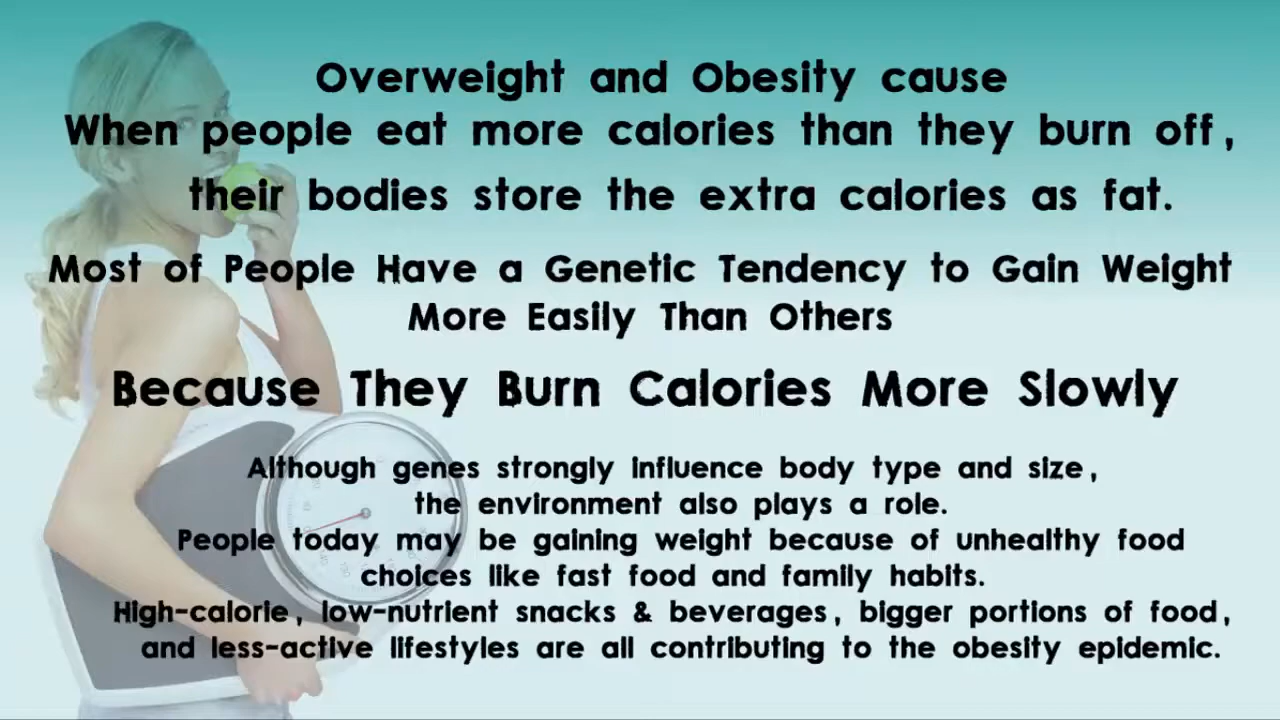 Overweight and Obesity cause
When people eat more calories than they burn off,
their bodies store the extra calories as fat.
Most of People Have a Genetic Tendency to Gain Weight
More Easily Than Others
Because They Burn Calories More Slowly
Although genes strongly influence body type and size,
the environment also plays a role.
People today may be gaining weight because of unhealthy food
choices like fast food and family habits.
High-calorie, low-nutrient snacks & beverages, bigger portions of food,
and less-active lifestyles are all contributing to the obesity epidemic.